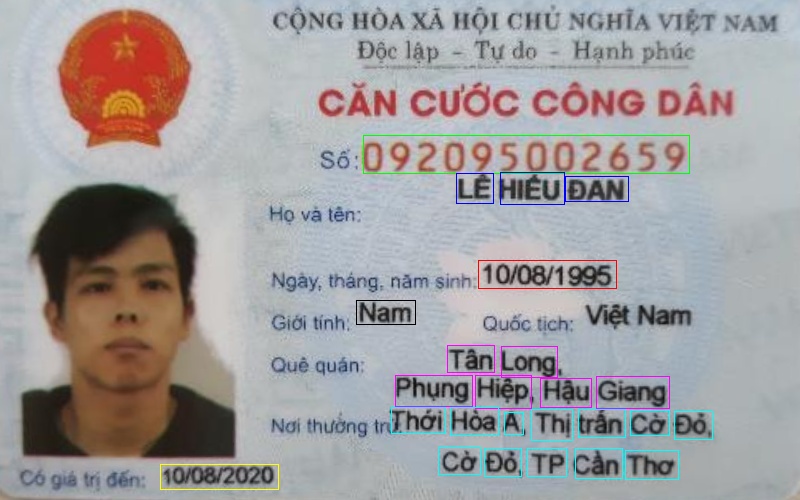 CỘNG HÒA XÃ HỘI CHỦ NGHĨA VIỆT NAM
Độc lập - Tự do - Hạnh phúc
CĂN CƯỚC CÔNG DÂN
Số: 092095002659
LÊ HIẾU ĐAN
Họ và tên:
Ngày, tháng, năm sinh: 10/08/1995
Giới tính: Nam Quốc tịch: Việt Nam
Quê quán: Tân Long,
Phụng Hiệp, Hậu Giang
Nơi thường trú: Thới Hòa A, Thị trấn Cờ Đỏ,
Cờ Đỏ, TP Cần Thơ
Có giá trị đến: 10/08/2020